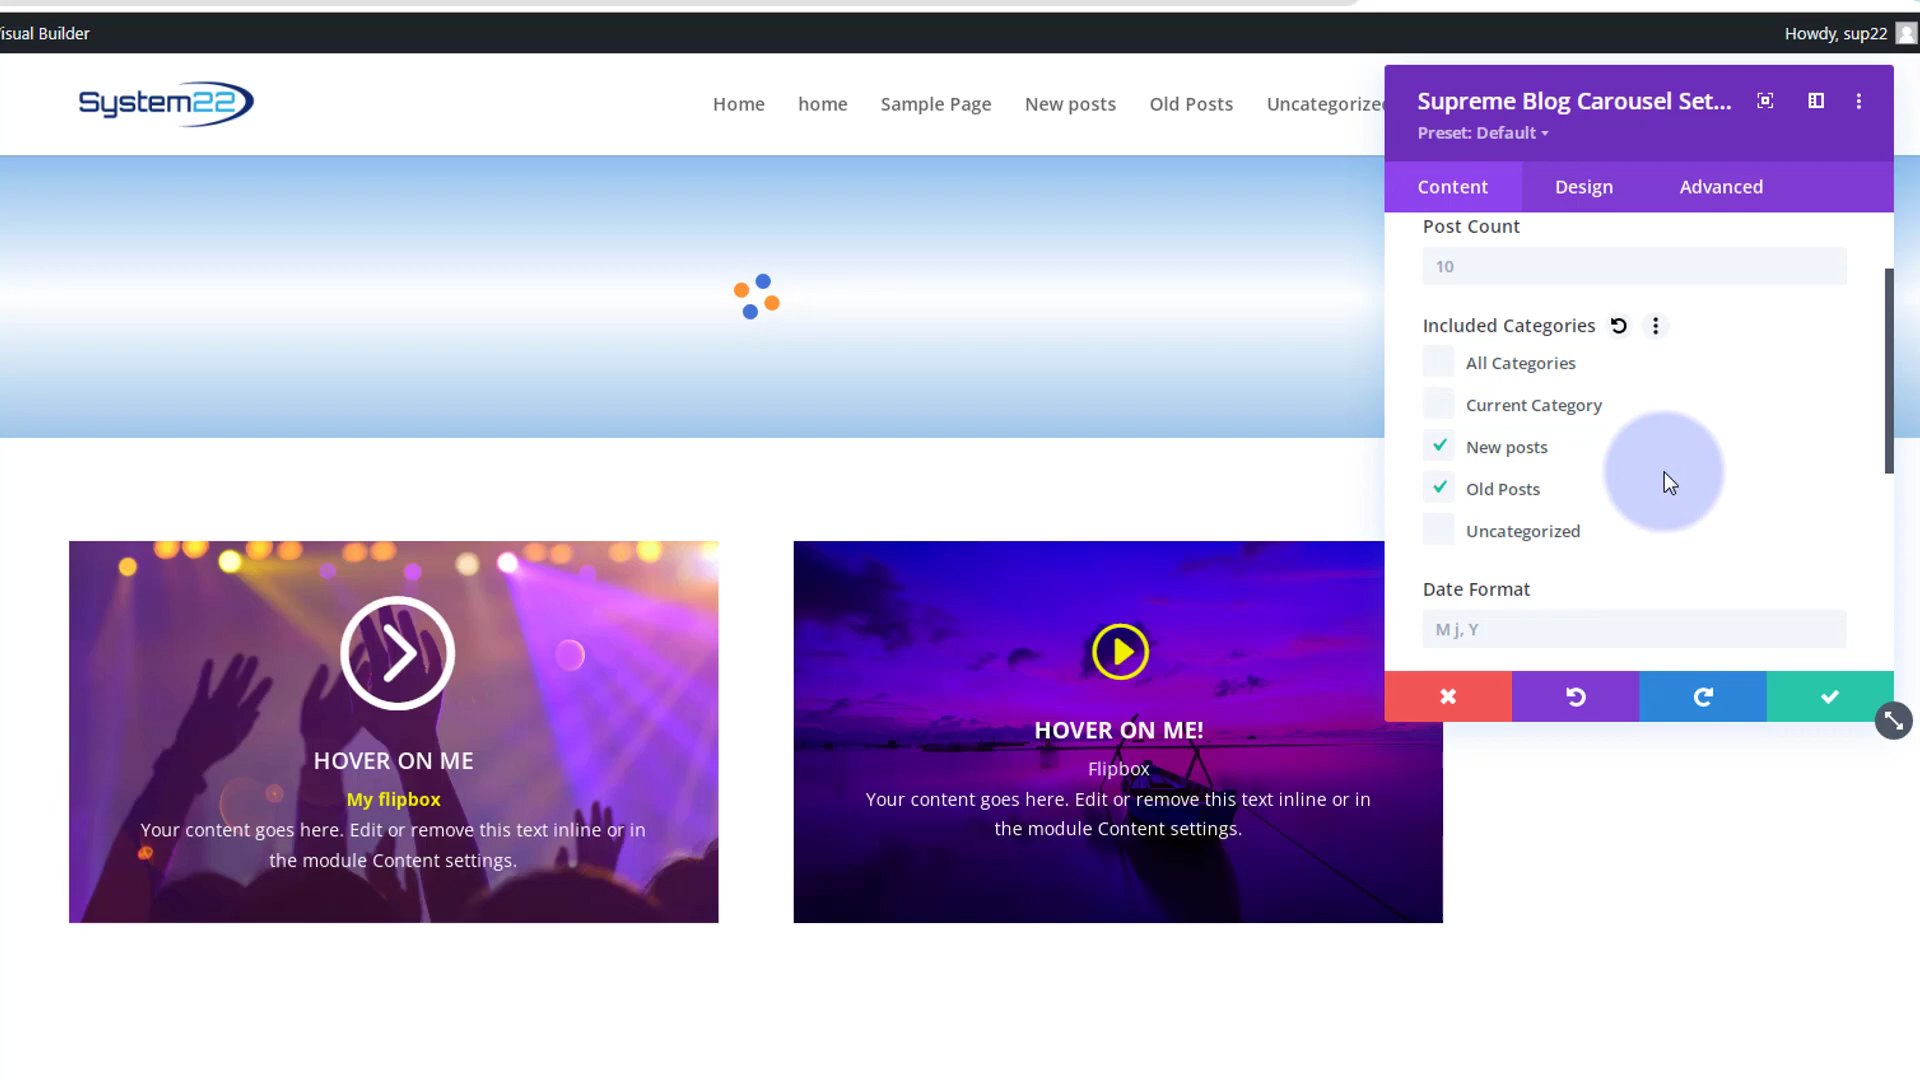 isual Builder
Howdy, sup22
System22
Home
home
Sample Page
New posts
Old Posts
Uncategorized
Supreme Blog Carousel Set...
Preset: Default
Content
Design
Advanced
Post Count
10
Included Categories
All Categories
Current Category
New posts
Old Posts
Uncategorized
Date Format
M j, Y
HOVER ON ME
My flipbox
Your content goes here. Edit or remove this text inline or in
the module Content settings.
HOVER ON ME!
Flipbox
Your content goes here. Edit or remove this text inline or in
the module Content settings.